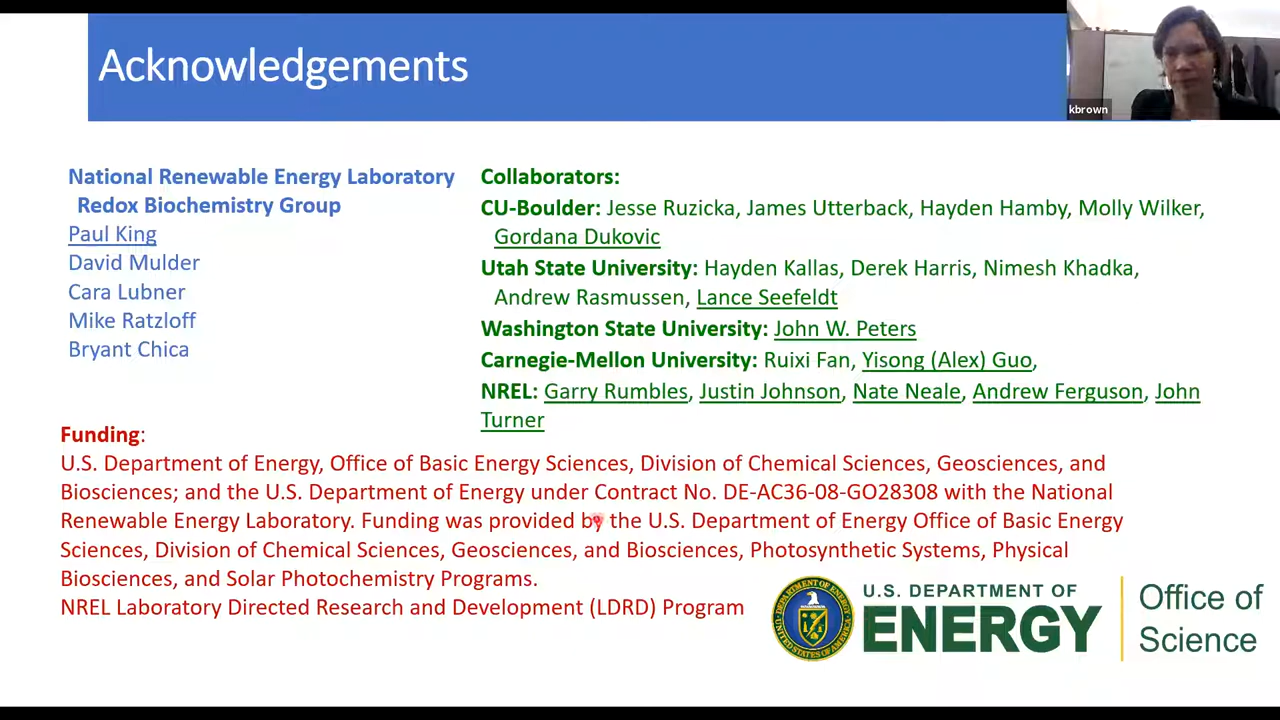 Acknowledgements
kbrown
National Renewable Energy Laboratory
Redox Biochemistry Group
Paul King
David Mulder
Cara Lubner
Mike Ratzloff
Bryant Chica
Collaborators:
CU-Boulder: Jesse Ruzicka, James Utterback, Hayden Hamby, Molly Wilker,
Gordana Dukovic
Utah State University: Hayden Kallas, Derek Harris, Nimesh Khadka,
Andrew Rasmussen, Lance Seefeldt
Washington State University: John W. Peters
Carnegie-Mellon University: Ruixi Fan, Yisong (Alex) Guo,
NREL: Garry Rumbles, Justin Johnson, Nate Neale, Andrew Ferguson, John
Turner
Funding:
U.S. Department of Energy, Office of Basic Energy Sciences, Division of Chemical Sciences, Geosciences, and
Biosciences; and the U.S. Department of Energy under Contract No. DE-AC36-08-GO28308 with the National
Renewable Energy Laboratory. Funding was provided by the U.S. Department of Energy Office of Basic Energy
Sciences, Division of Chemical Sciences, Geosciences, and Biosciences, Photosynthetic Systems, Physical
Biosciences, and Solar Photochemistry Programs.
NREL Laboratory Directed Research and Development (LDRD) Program
U.S. DEPARTMENT OF
ENERGY
Office of
Science